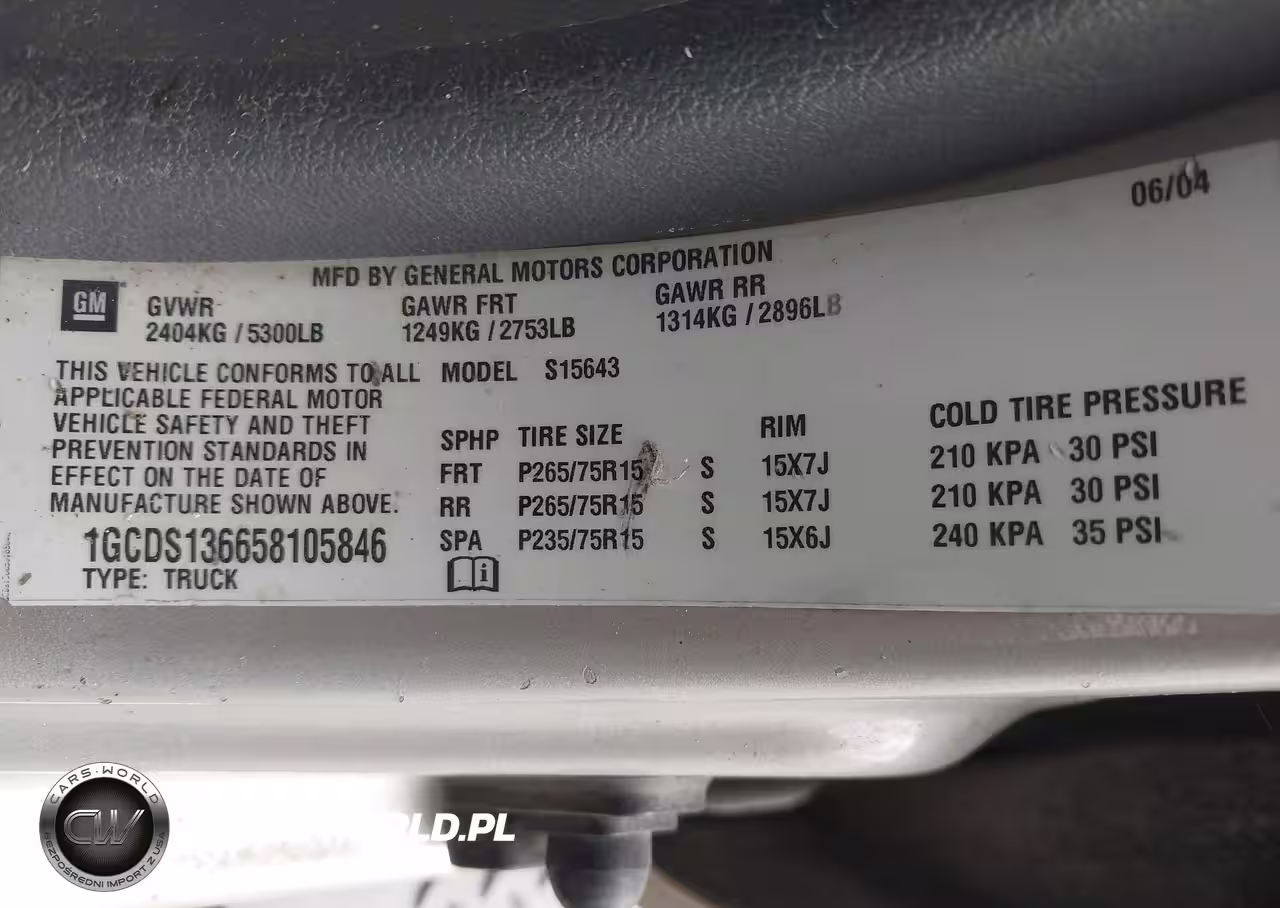 06/04
MFD BY GENERAL MOTORS CORPORATION
GM
GVWR GAWR FRT GAWR RR
2404KG / 5300LB 1249KG / 2753LB 1314KG / 2896LB
THIS VEHICLE CONFORMS TO ALL MODEL S15643
APPLICABLE FEDERAL MOTOR
VEHICLE SAFETY AND THEFT
PREVENTION STANDARDS IN
EFFECT ON THE DATE OF
MANUFACTURE SHOWN ABOVE.
SPHP TIRE SIZE RIM COLD TIRE PRESSURE
FRT P265/75R15 S 15X7J 210 KPA 30 PSI
RR P265/75R15 S 15X7J 210 KPA 30 PSI
SPA P235/75R15 S 15X6J 240 KPA 35 PSI
1GCDS136658105846
TYPE: TRUCK
CARS-WORLD
CW
BEZPOŚREDNI IMPORT Z USA
LD.PL